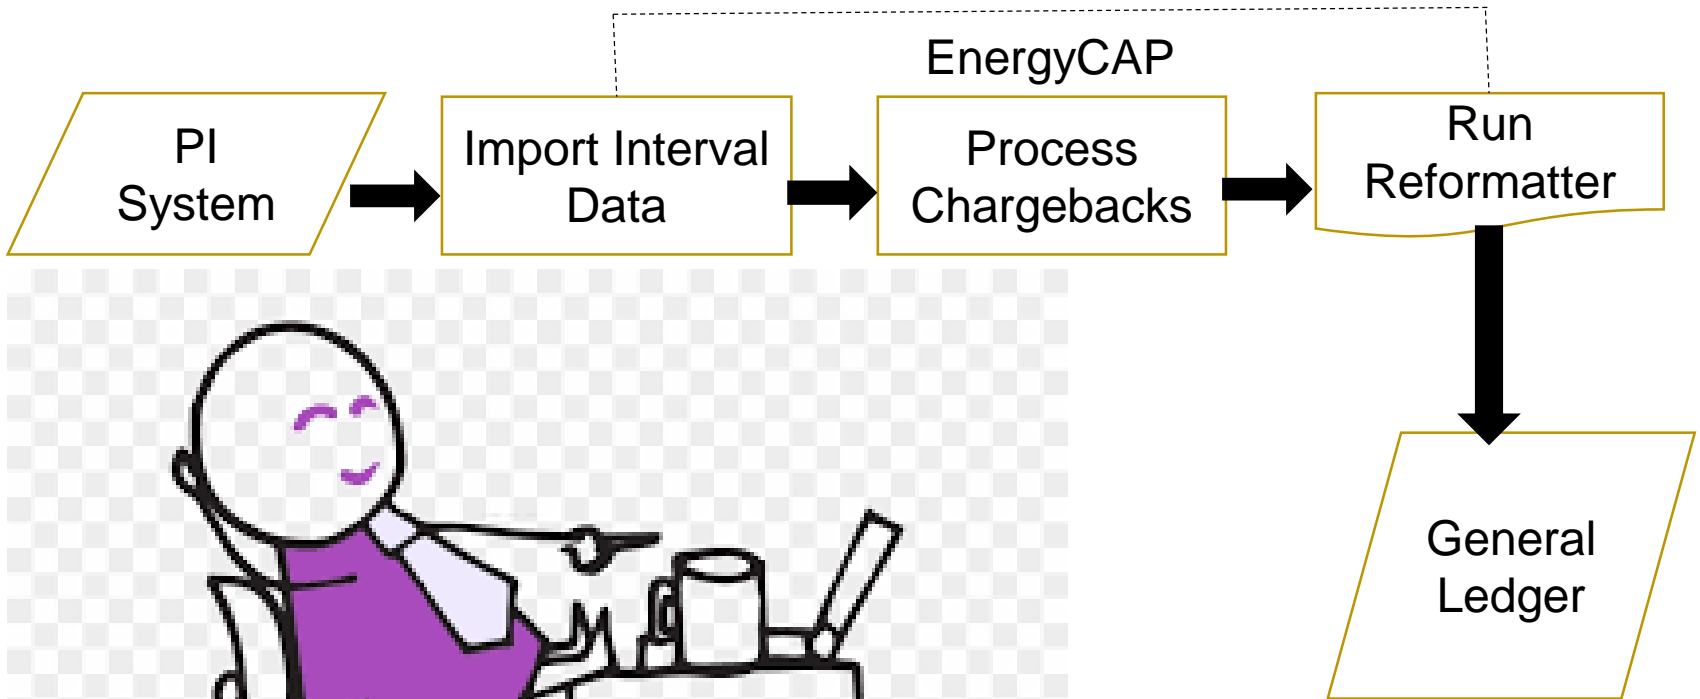 EnergyCAP
PI
System
Import Interval
Data
Process
Chargebacks
Run
Reformatter
General
Ledger